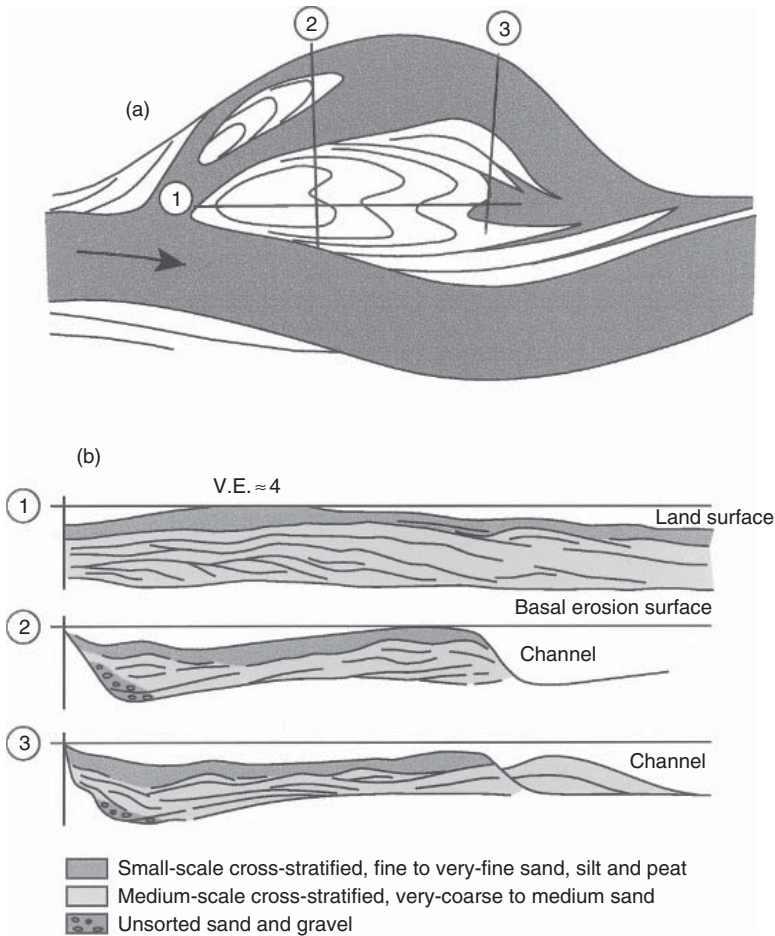 2
3
(a)
1
(b)
V.E. ≈ 4
1
Land surface
Basal erosion surface
2
Channel
3
Channel
Small-scale cross-stratified, fine to very-fine sand, silt and peat
Medium-scale cross-stratified, very-coarse to medium sand
Unsorted sand and gravel